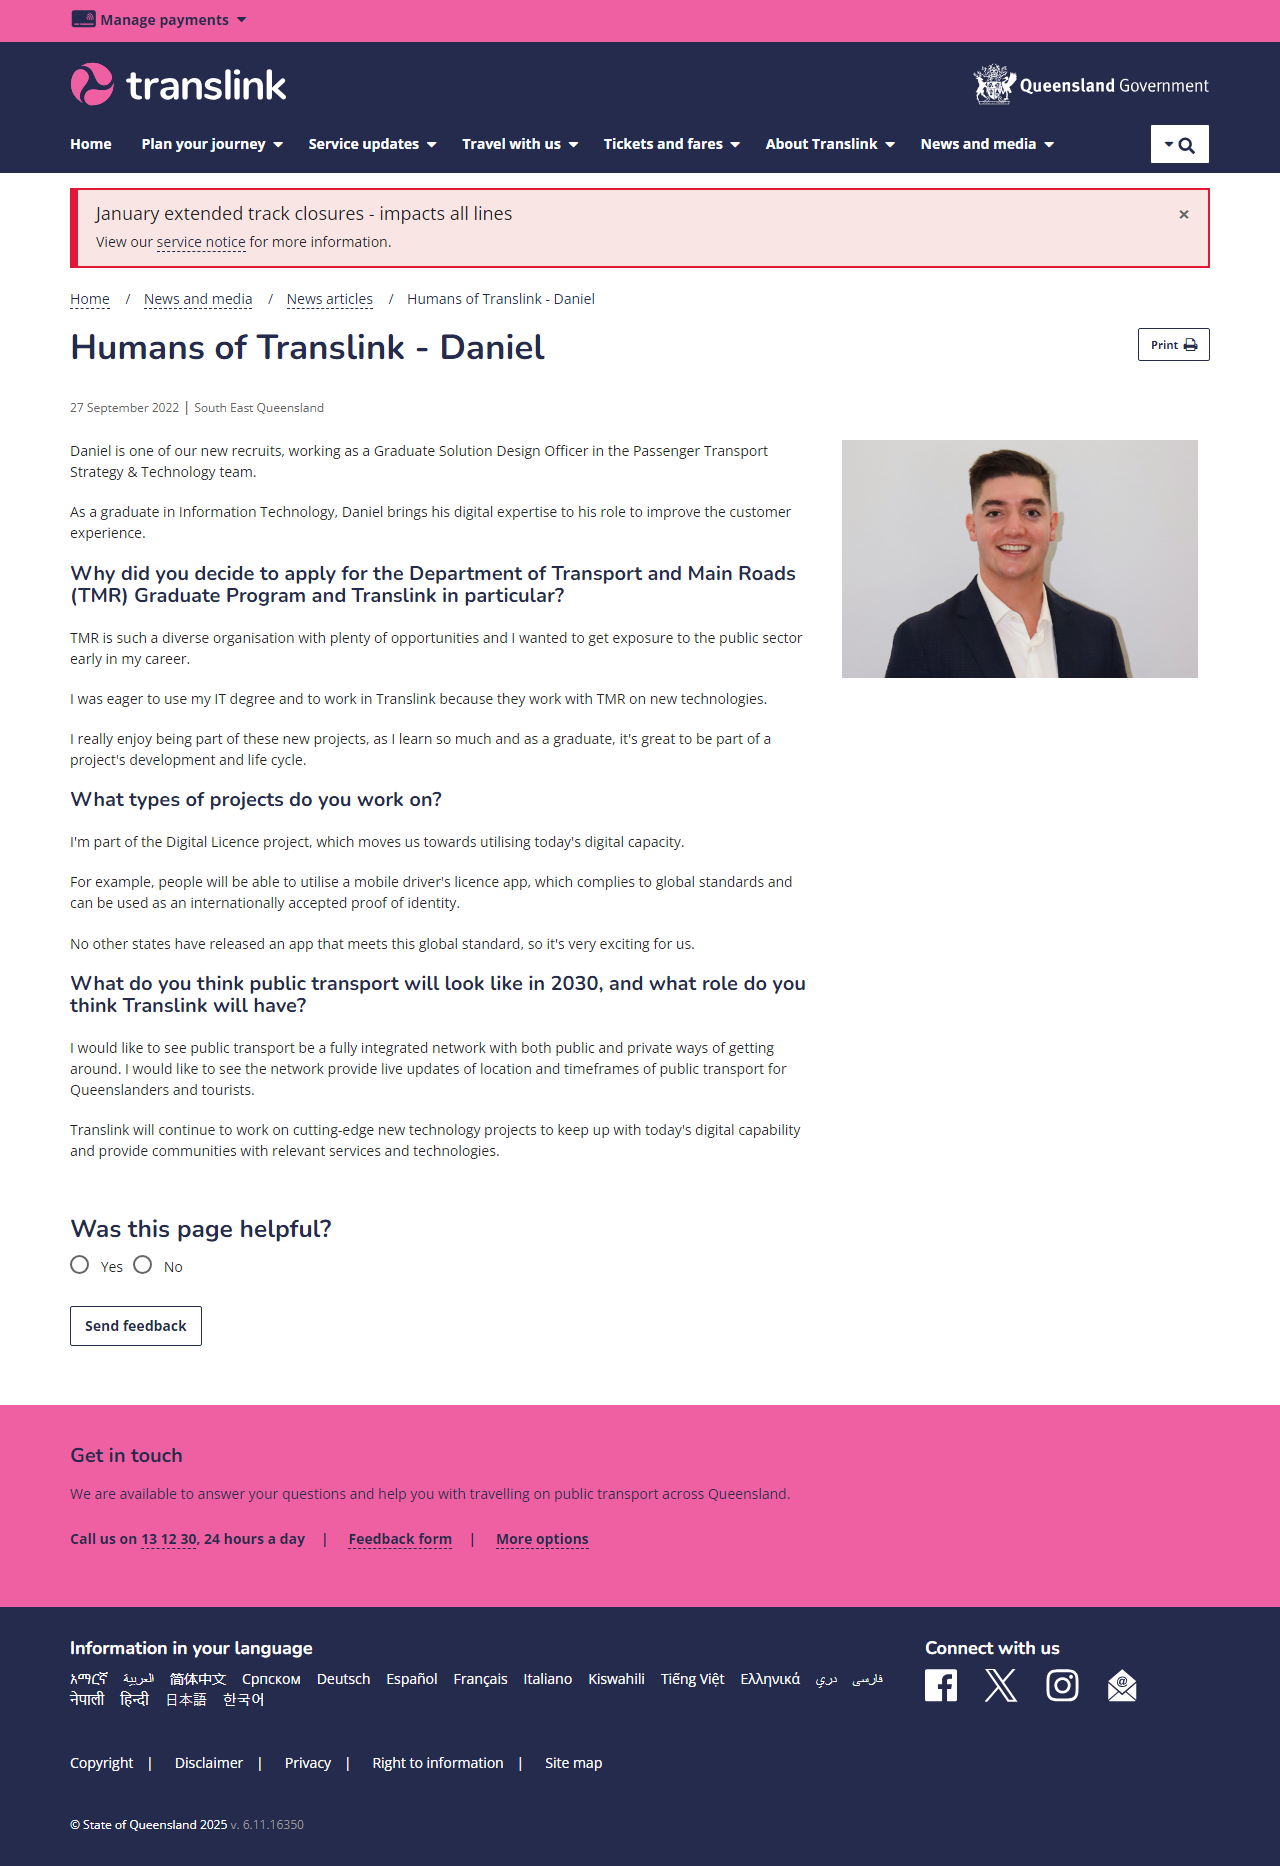 Manage payments
translink
Queensland Government
Home Plan your journey Service updates Travel with us Tickets and fares About Translink News and media
January extended track closures - impacts all lines ×
View our service notice for more information.
Home / News and media / News articles / Humans of Translink - Daniel
Humans of Translink - Daniel
Print
27 September 2022 | South East Queensland
Daniel is one of our new recruits, working as a Graduate Solution Design Officer in the Passenger Transport
Strategy & Technology team.
As a graduate in Information Technology, Daniel brings his digital expertise to his role to improve the customer
experience.
Why did you decide to apply for the Department of Transport and Main Roads
(TMR) Graduate Program and Translink in particular?
TMR is such a diverse organisation with plenty of opportunities and I wanted to get exposure to the public sector
early in my career.
I was eager to use my IT degree and to work in Translink because they work with TMR on new technologies.
I really enjoy being part of these new projects, as I learn so much and as a graduate, it's great to be part of a
project's development and life cycle.
What types of projects do you work on?
I'm part of the Digital Licence project, which moves us towards utilising today's digital capacity.
For example, people will be able to utilise a mobile driver's licence app, which complies to global standards and
can be used as an internationally accepted proof of identity.
No other states have released an app that meets this global standard, so it's very exciting for us.
What do you think public transport will look like in 2030, and what role do you
think Translink will have?
I would like to see public transport be a fully integrated network with both public and private ways of getting
around. I would like to see the network provide live updates of location and timeframes of public transport for
Queenslanders and tourists.
Translink will continue to work on cutting-edge new technology projects to keep up with today's digital capability
and provide communities with relevant services and technologies.
Was this page helpful?
Yes No
Send feedback
Get in touch
We are available to answer your questions and help you with travelling on public transport across Queensland.
Call us on 13 12 30, 24 hours a day | Feedback form | More options
Information in your language
አማርኛ العربية 简体中文 Српском Deutsch Español Français Italiano Kiswahili Tiếng Việt Ελληνικά دري فارسی
नेपाली हिन्दी 日本語 한국어
Connect with us
Copyright | Disclaimer | Privacy | Right to information | Site map
© State of Queensland 2025 v. 6.11.16350